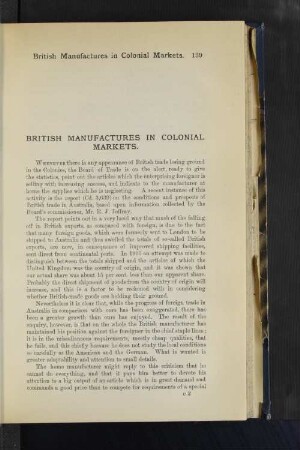 British Manufactures in Colonial Markets. 179
BRITISH MANUFACTURES IN COLONIAL
MARKETS.
Whenever there is any appearance of British trade losing ground
in the Colonies, the Board of Trade is on the alert, ready to give
the statistics, point out the articles which the enterprising foreigner is
selling with increasing success, and indicate to the manufacturer at
home the supplies which he is neglecting. A recent instance of this
activity is the report (Cd. 3,639) on the conditions and prospects of
British trade in Australia, based upon information collected by the
Board's commissioner, Mr. R. J. Jeffray.
The report points out in a very lucid way that much of the falling
off in British exports, as compared with foreign, is due to the fact
that many foreign goods, which were formerly sent to London to be
shipped to Australia and thus swelled the totals of so-called British
exports, are now, in consequence of improved shipping facilities,
sent direct from continental ports. In 1905 an attempt was made to
distinguish between the totals shipped and the articles of which the
United Kingdom was the country of origin, and it was shown that
our actual share was about 15 per cent. less than our apparent share.
Probably the direct shipment of goods from the country of origin will
increase, and this is a factor to be reckoned with in considering
whether British-made goods are holding their ground.
Nevertheless it is clear that, while the progress of foreign trade in
Australia in comparison with ours has been exaggerated, there has
been a greater growth than ours has enjoyed. The result of the
inquiry, however, is that on the whole the British manufacturer has
maintained his position against the foreigner in the chief staple lines :
it is in the miscellaneous requirements, mostly cheap qualities, that
he fails, and this chiefly because he does not study the local conditions
so carefully as the American and the German. What is wanted is
greater adaptability and attention to small details.
The home manufacturer might reply to this criticism that he
cannot do everything, and that it pays him better to devote his
attention to a big output of an article which is in great demand and
commands a good price than to compete for requirements of a special